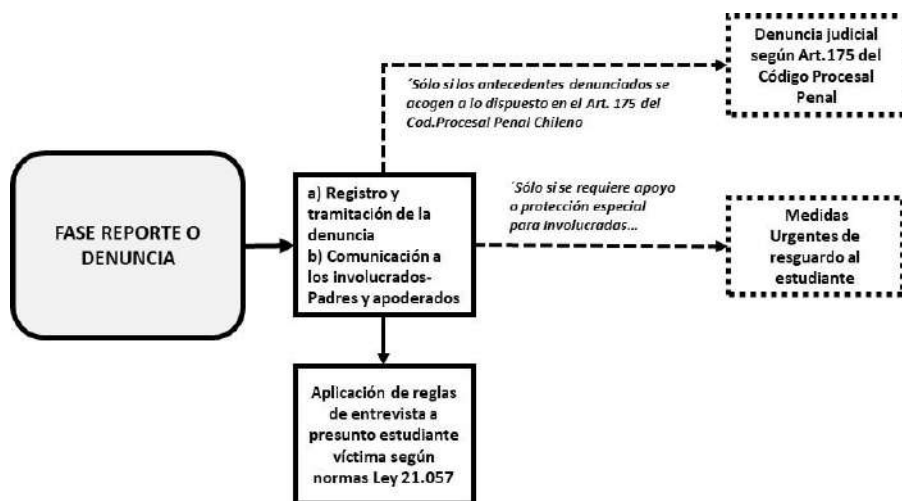 Denuncia judicial
según Art.175 del
Código Procesal
Penal
´Sólo si los antecedentes denunciados se
acogen a lo dispuesto en el Art. 175 del
Cod.Procesal Penal Chileno
FASE REPORTE O
DENUNCIA
a) Registro y
tramitación de la
denuncia
b) Comunicación a
los involucrados-
Padres y apoderados
´Sólo si se requiere apoyo
o protección especial
para involucradas...
Medidas
Urgentes de
resguardo al
estudiante
Aplicación de reglas
de entrevista a
presunto estudiante
víctima según
normas Ley 21.057